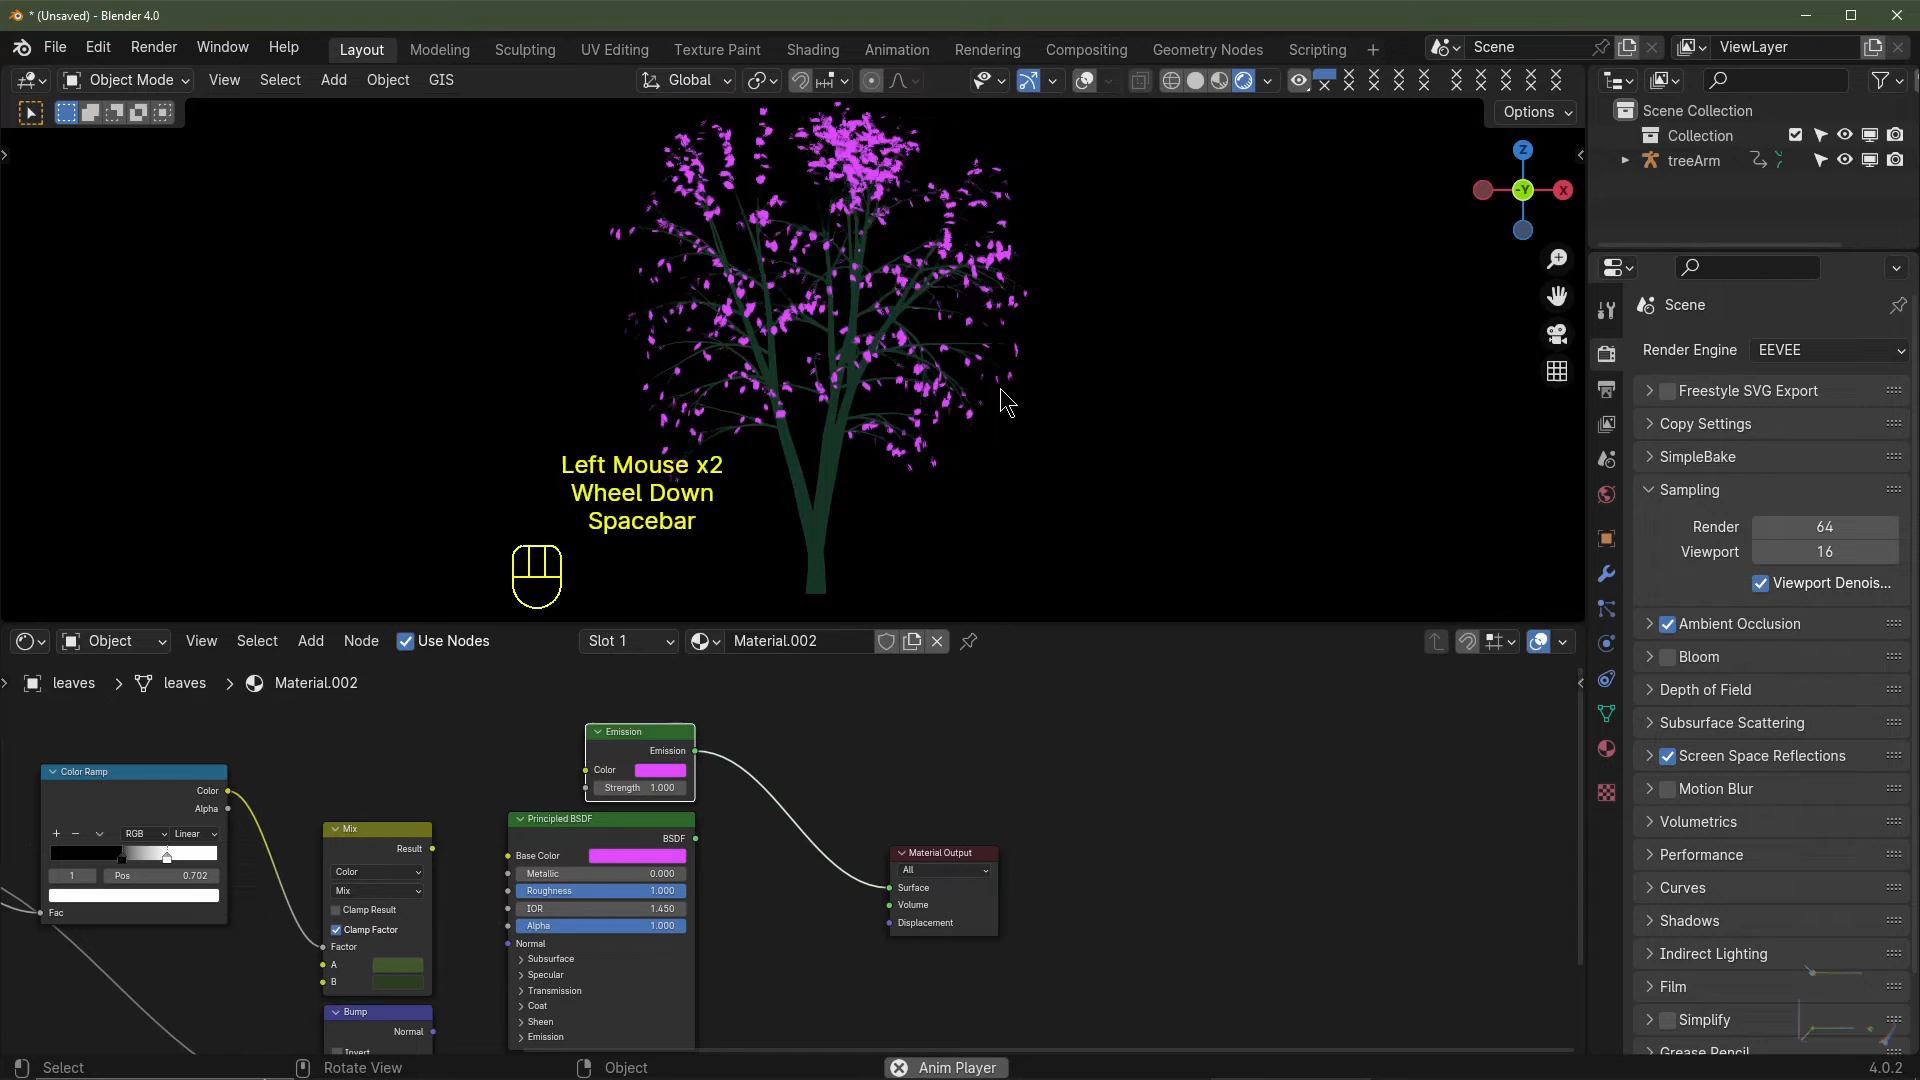 * (Unsaved) - Blender 4.0
File Edit Render Window Help
Layout Modeling Sculpting UV Editing Texture Paint Shading Animation Rendering Compositing Geometry Nodes Scripting +
Scene
ViewLayer
Object Mode View Select Add Object GIS
Global
Options
Scene Collection
Collection
treeArm
Z
-Y
X
Scene
Render Engine EEVEE
Freestyle SVG Export
Copy Settings
SimpleBake
Sampling
Render 64
Viewport 16
Viewport Denois...
Ambient Occlusion
Bloom
Depth of Field
Subsurface Scattering
Screen Space Reflections
Motion Blur
Volumetrics
Performance
Curves
Shadows
Indirect Lighting
Film
Simplify
Grease Pencil
Left Mouse x2
Wheel Down
Spacebar
Object View Select Add Node Use Nodes
Slot 1
Material.002
leaves > leaves > Material.002
Color Ramp
Color
Alpha
RGB Linear
1 Pos 0.702
Fac
Mix
Result
Color
Mix
Clamp Result
Clamp Factor
Factor
A
B
Bump
Normal
Invert
Emission
Emission
Color
Strength 1.000
Principled BSDF
BSDF
Base Color
Metallic 0.000
Roughness 1.000
IOR 1.450
Alpha 1.000
Normal
Subsurface
Specular
Transmission
Coat
Sheen
Emission
Material Output
All
Surface
Volume
Displacement
Select
Rotate View
Object
Anim Player
4.0.2